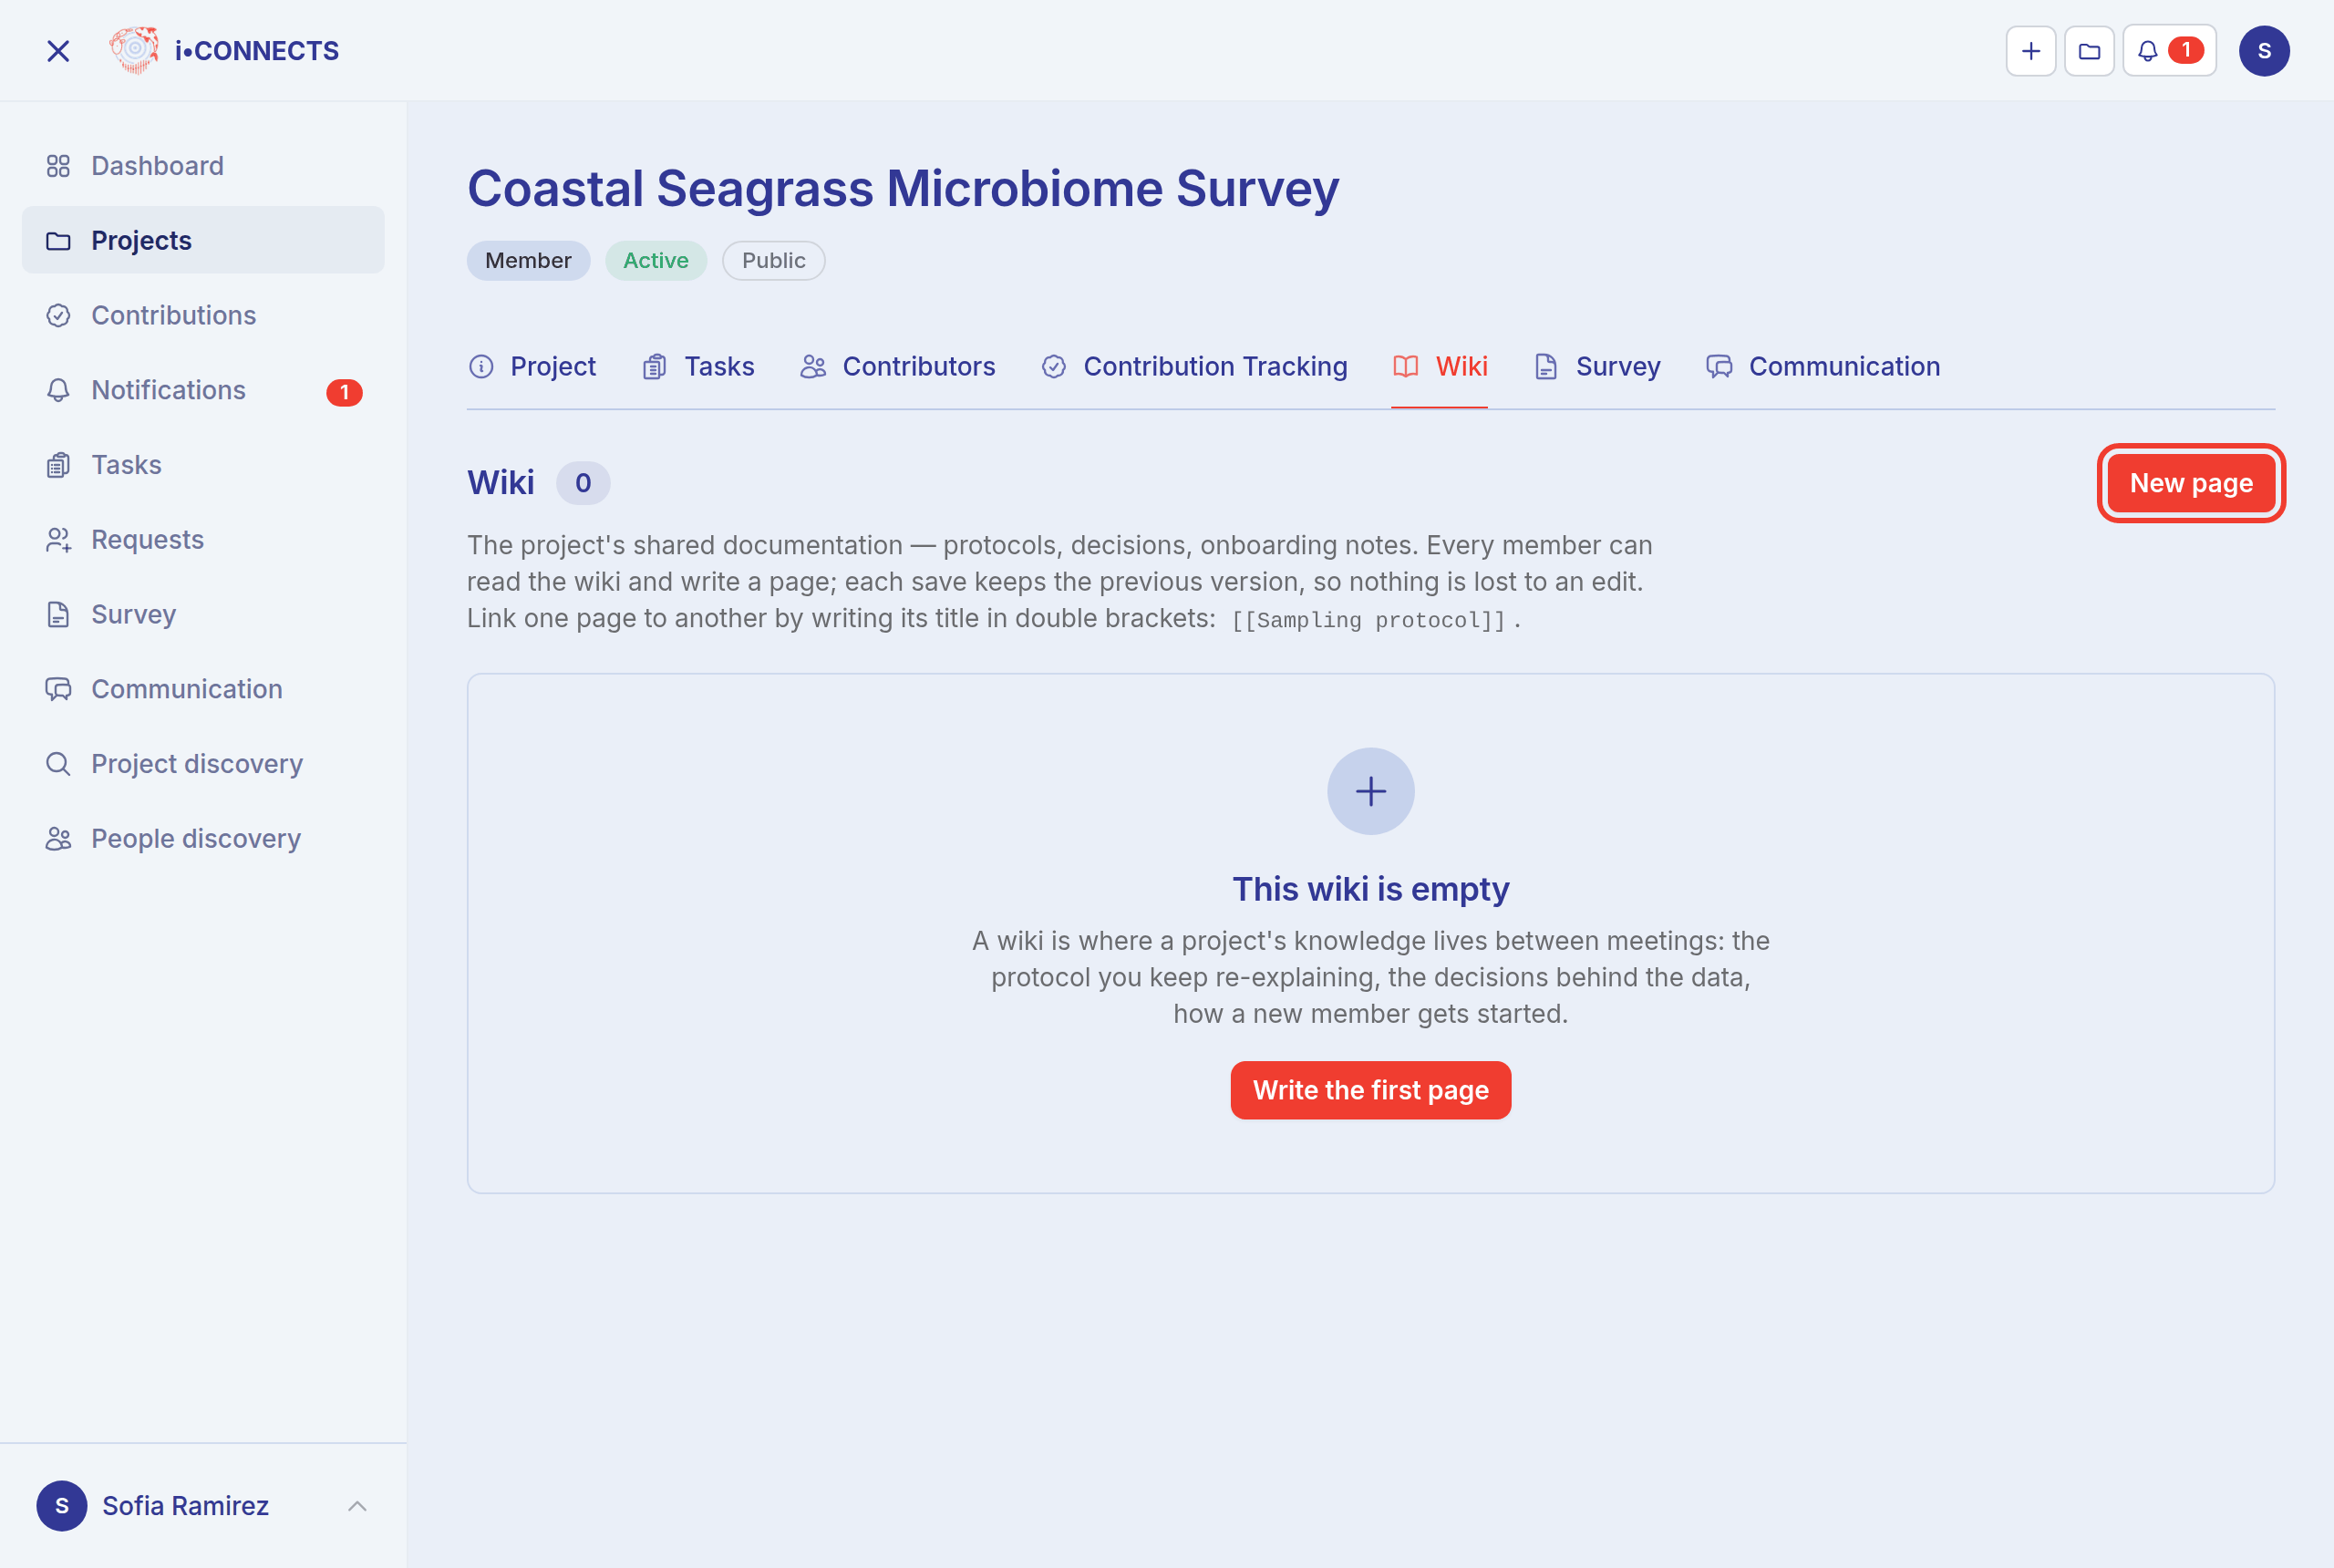 i•CONNECTS
1
S
Dashboard
Projects
Contributions
Notifications
1
Tasks
Requests
Survey
Communication
Project discovery
People discovery
S
Sofia Ramirez
Coastal Seagrass Microbiome Survey
Member
Active
Public
Project
Tasks
Contributors
Contribution Tracking
Wiki
Survey
Communication
Wiki
0
New page
The project's shared documentation — protocols, decisions, onboarding notes. Every member can
read the wiki and write a page; each save keeps the previous version, so nothing is lost to an edit.
Link one page to another by writing its title in double brackets: [[Sampling protocol]].
This wiki is empty
A wiki is where a project's knowledge lives between meetings: the
protocol you keep re-explaining, the decisions behind the data,
how a new member gets started.
Write the first page